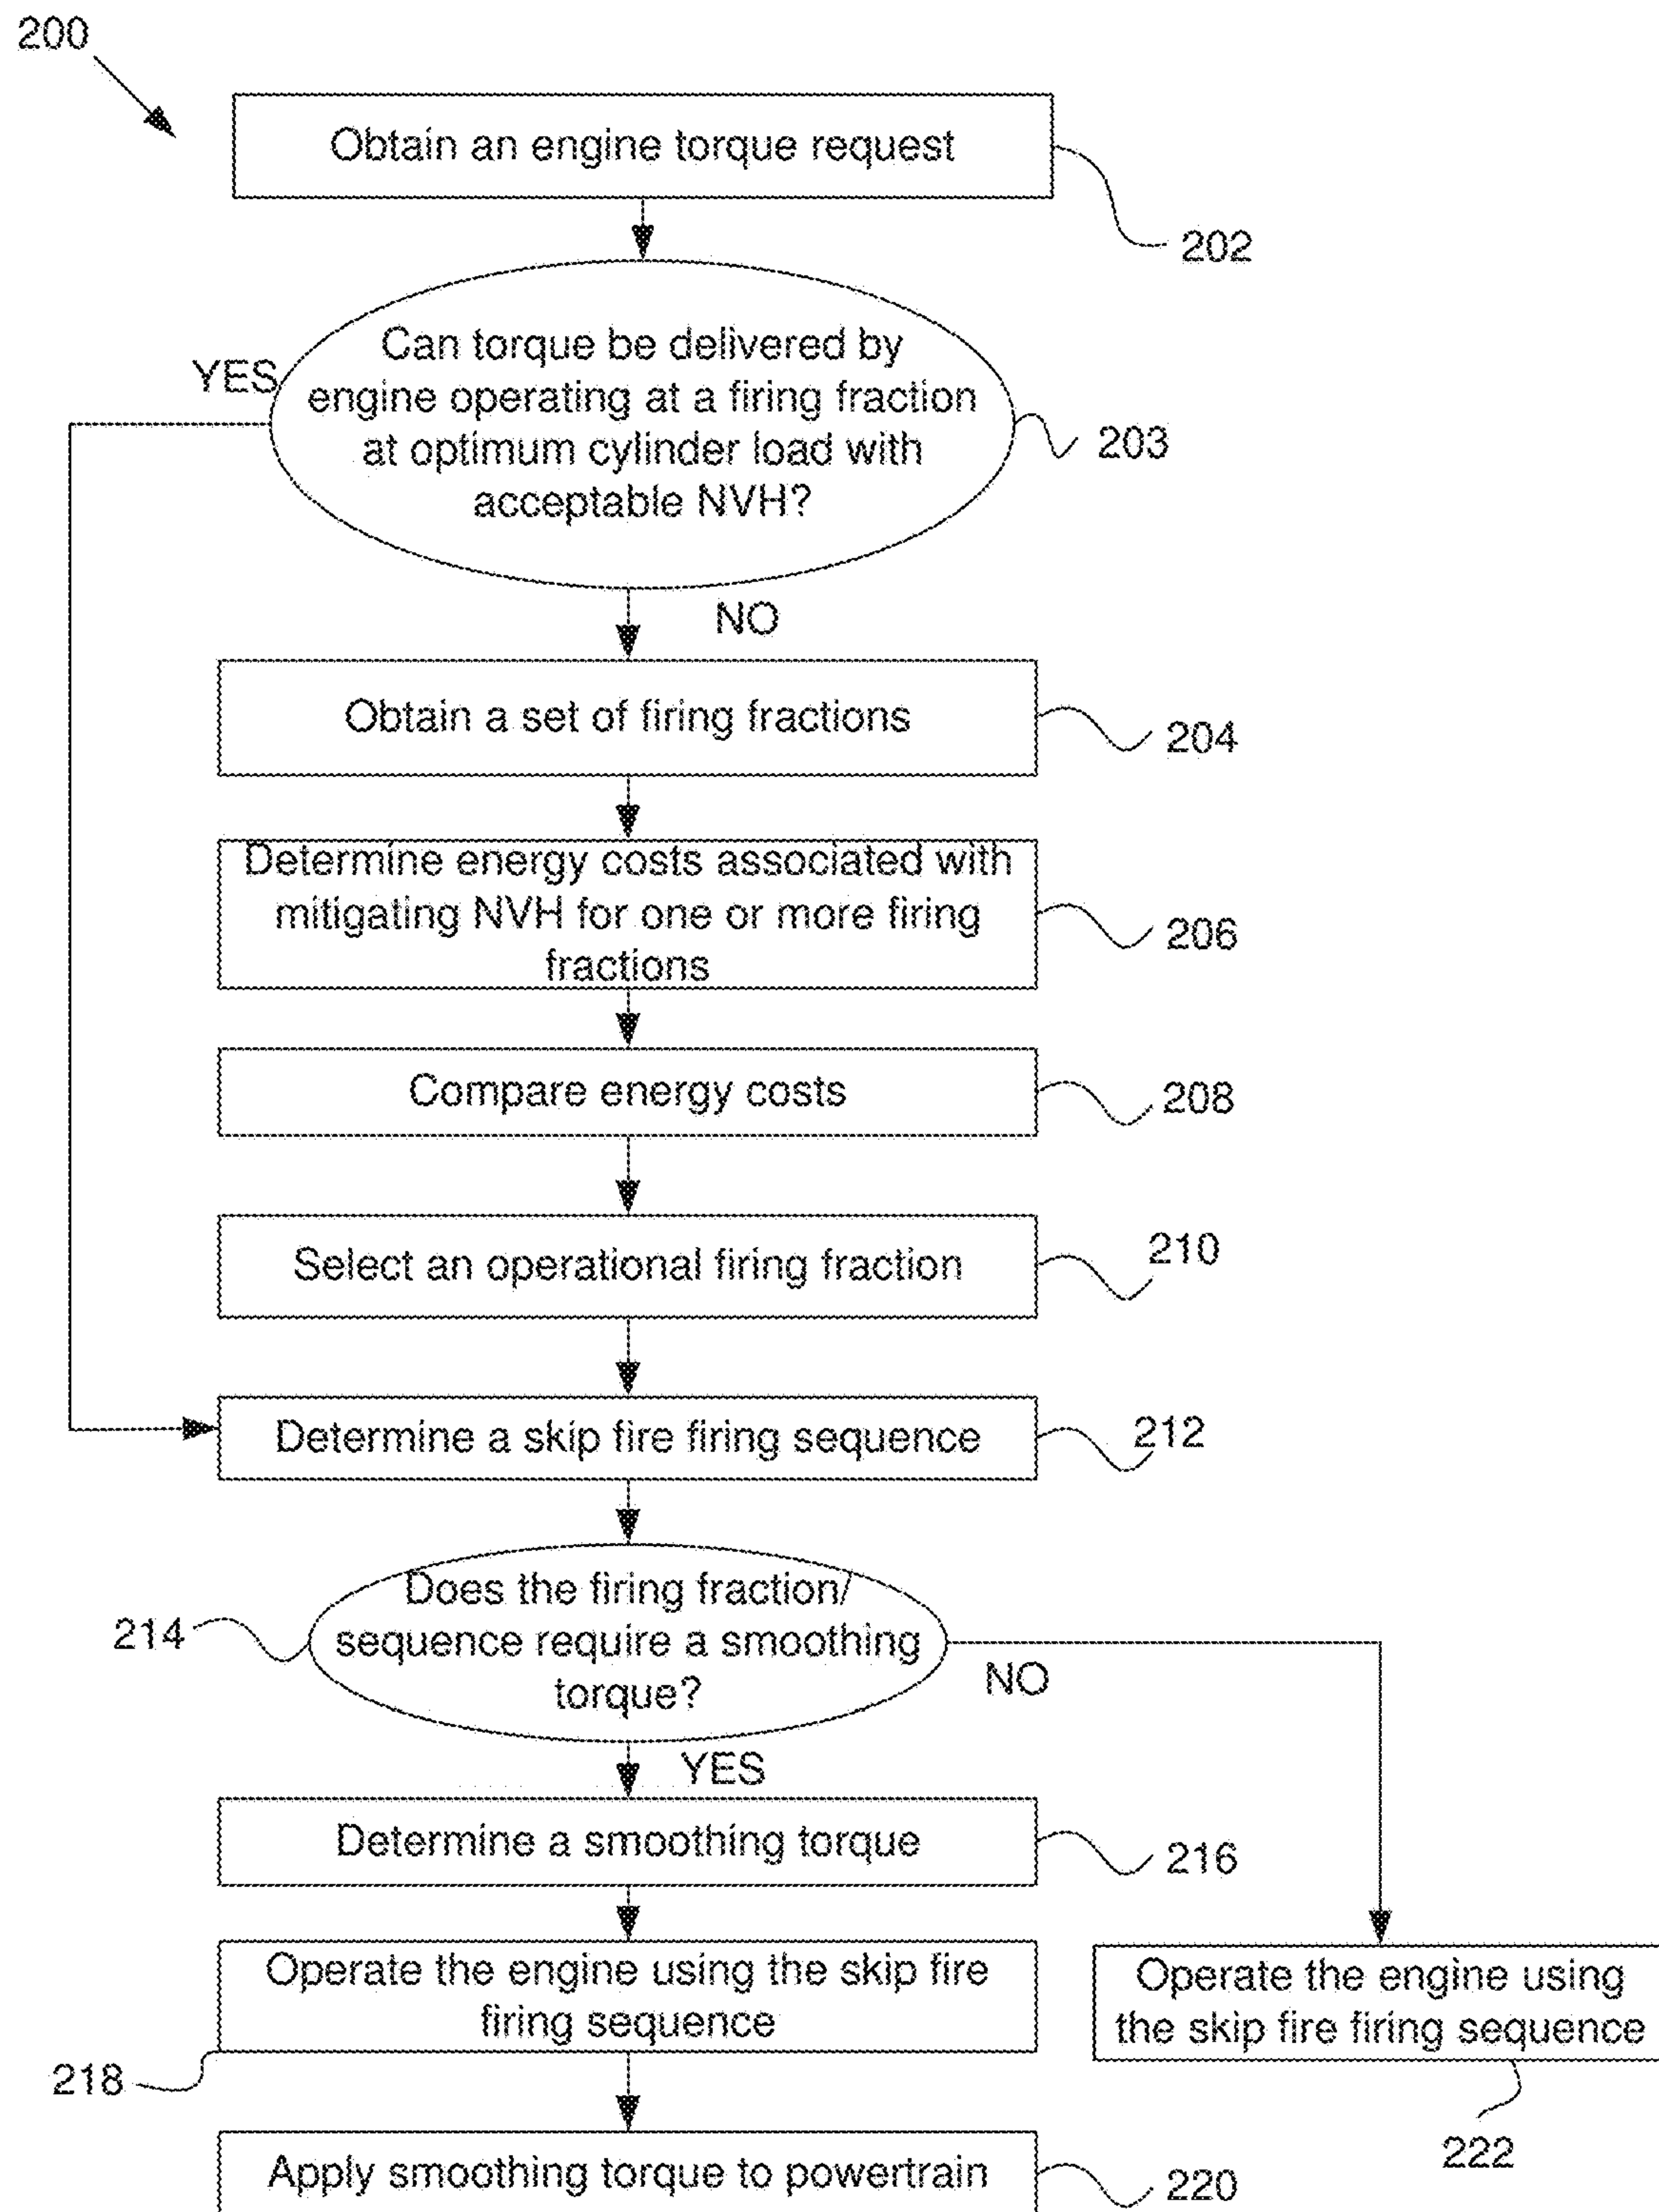 200
Obtain an engine torque request
202
Can torque be delivered by
engine operating at a firing fraction
at optimum cylinder load with
acceptable NVH?
YES
203
NO
Obtain a set of firing fractions
204
Determine energy costs associated with
mitigating NVH for one or more firing
fractions
206
Compare energy costs
208
Select an operational firing fraction
210
Determine a skip fire firing sequence
212
Does the firing fraction/
sequence require a smoothing
torque?
214
NO
YES
Determine a smoothing torque
216
Operate the engine using the skip fire
firing sequence
218
Operate the engine using
the skip fire firing sequence
222
Apply smoothing torque to powertrain
220